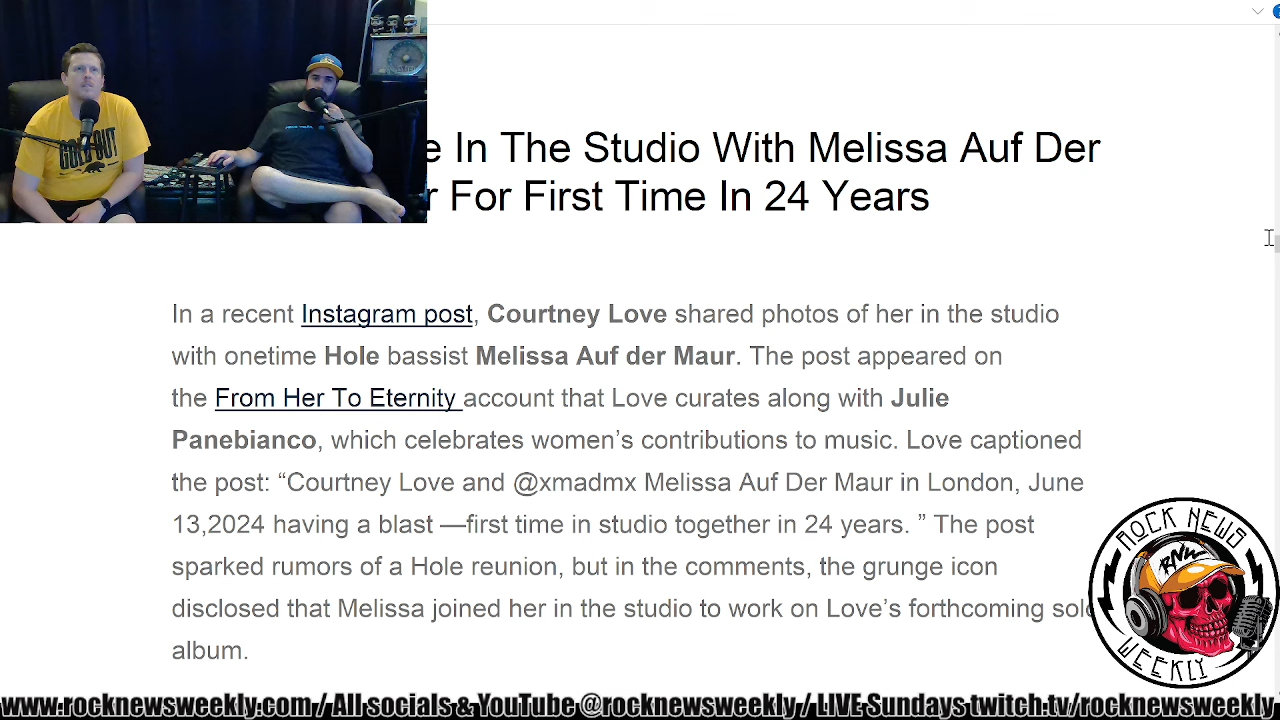 e In The Studio With Melissa Auf Der
r For First Time In 24 Years
In a recent Instagram post, Courtney Love shared photos of her in the studio
with onetime Hole bassist Melissa Auf der Maur. The post appeared on
the From Her To Eternity account that Love curates along with Julie
Panebianco, which celebrates women’s contributions to music. Love captioned
the post: “Courtney Love and @xmadmx Melissa Auf Der Maur in London, June
13,2024 having a blast —first time in studio together in 24 years. ” The post
sparked rumors of a Hole reunion, but in the comments, the grunge icon
disclosed that Melissa joined her in the studio to work on Love’s forthcoming solo
album.
ROCK NEWS
RNW
WEEKLY
www.rocknewsweekly.com / All socials & YouTube @rocknewsweekly / LIVE Sundays twitch.tv/rocknewsweekly